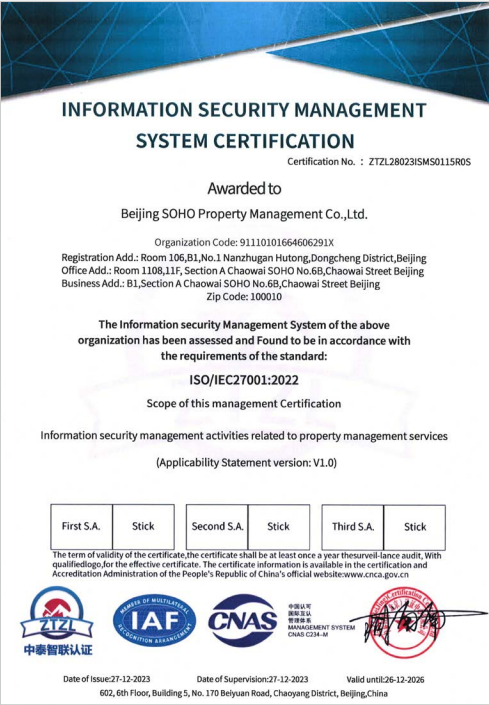 INFORMATION SECURITY MANAGEMENT
SYSTEM CERTIFICATION
Certification No. : ZTZL28023ISMS0115R0S
Awarded to
Beijing SOHO Property Management Co.,Ltd.
Organization Code: 91110101664606291X
Registration Add.: Room 106,B1,No.1 Nanzhugan Hutong,Dongcheng District,Beijing
Office Add.: Room 1108,11F, Section A Chaowai SOHO No.6B,Chaowai Street Beijing
Business Add.: B1,Section A Chaowai SOHO No.6B,Chaowai Street Beijing
Zip Code: 100010
The Information security Management System of the above
organization has been assessed and Found to be in accordance with
the requirements of the standard:
ISO/IEC27001:2022
Scope of this management Certification
Information security management activities related to property management services
(Applicability Statement version: V1.0)
First S.A. Stick Second S.A. Stick Third S.A. Stick
The term of validity of the certificate,the certificate shall be at least once a year thesurveil-lance audit, With
qualifiedlogo,for the effective certificate. The certificate information is available in the certification and
Accreditation Administration of the People's Republic of China's official website:www.cnca.gov.cn
ZTZL
中泰智联认证
MEMBER OF MULTILATERAL
IAF
RECOGNITION ARRANGEMENT
CNAS
中国认可
国际互认
管理体系
MANAGEMENT SYSTEM
CNAS C234-M
Date of Issue:27-12-2023 Date of Supervision:27-12-2023 Valid until:26-12-2026
602, 6th Floor, Building 5, No. 170 Beiyuan Road, Chaoyang District, Beijing,China